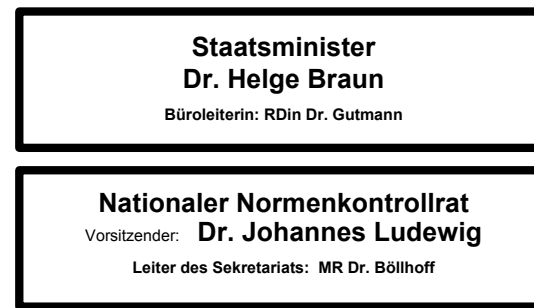 Staatsminister
Dr. Helge Braun
Büroleiterin: RDin Dr. Gutmann
Nationaler Normenkontrollrat
Vorsitzender: Dr. Johannes Ludewig
Leiter des Sekretariats: MR Dr. Böllhoff